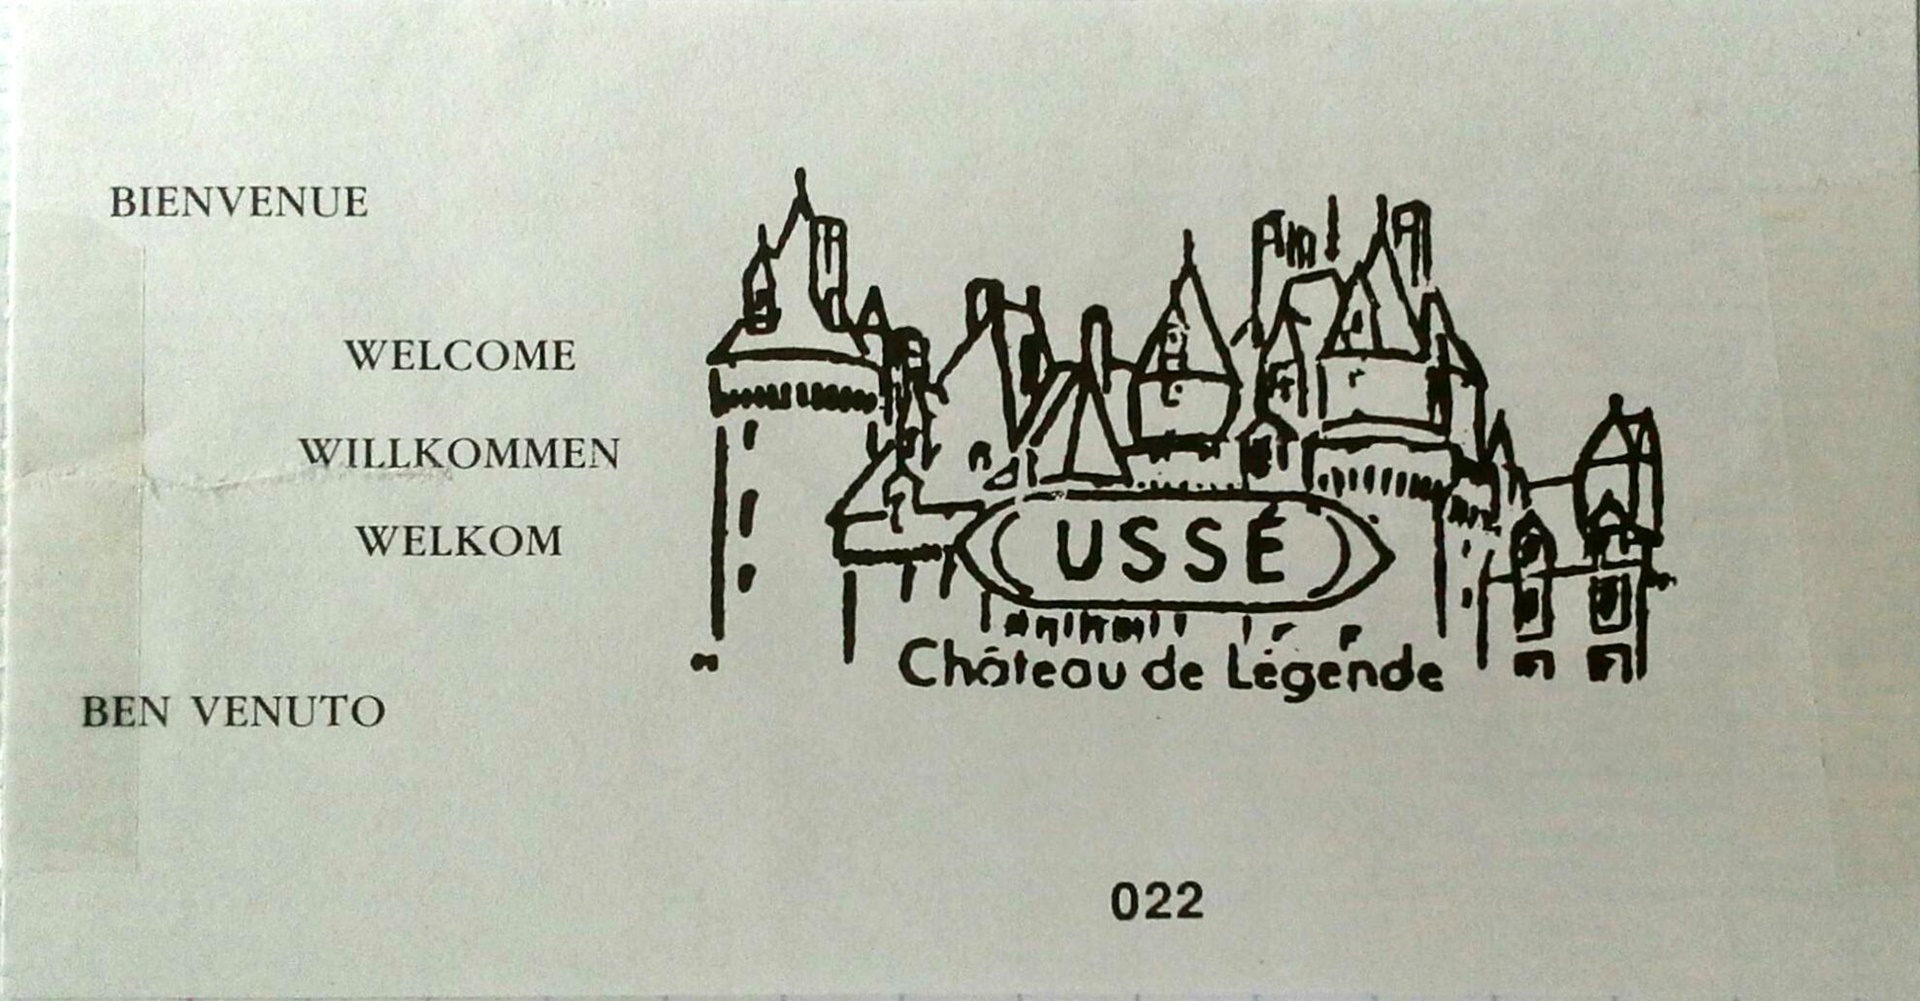 BIENVENUE
WELCOME
WILLKOMMEN
WELKOM
BEN VENUTO
USSÉ
Château de Légende
022